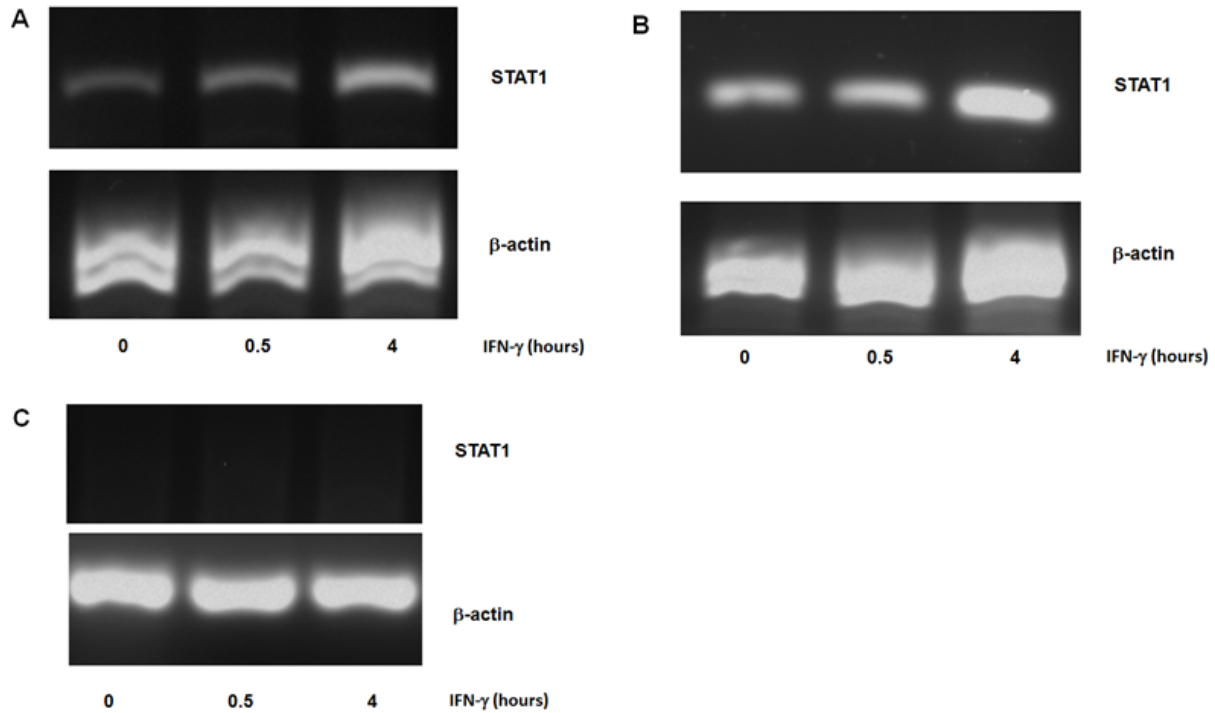 A
STAT1
β-actin
0 0.5 4 IFN-γ (hours)
B
STAT1
β-actin
0 0.5 4 IFN-γ (hours)
C
STAT1
β-actin
0 0.5 4 IFN-γ (hours)